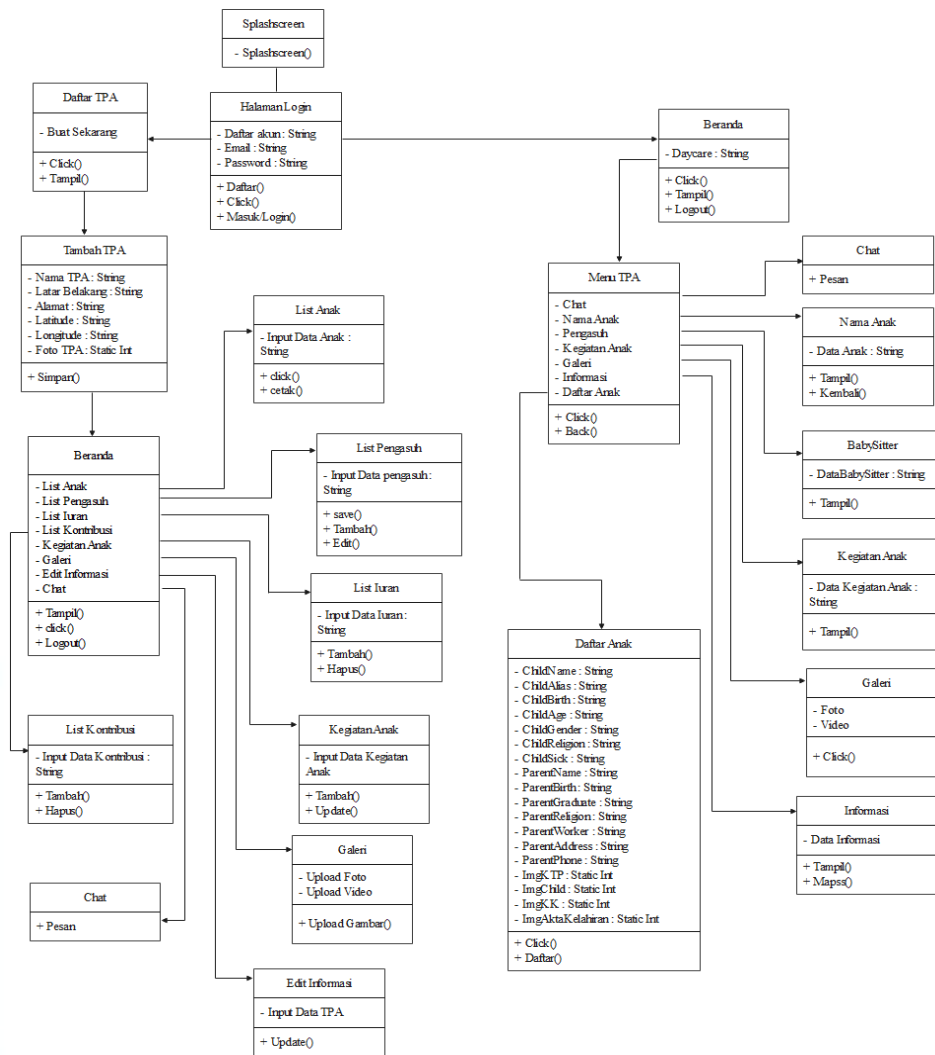 Splashscreen
- Splashscreen()
Daftar TPA
- Buat Sekarang
+ Click()
+ Tampil()
Halaman Login
- Daftar akun : String
- Email : String
- Password : String
+ Daftar()
+ Click()
+ Masuk/Login()
Beranda
- Daycare : String
+ Click()
+ Tampil()
+ Logout()
Tambah TPA
- Nama TPA : String
- Latar Belakang : String
- Alamat : String
- Latitude : String
- Longitude : String
- Foto TPA : Static Int
+ Simpan()
List Anak
- Input Data Anak :
String
+ click()
+ cetak()
Menu TPA
- Chat
- Nama Anak
- Pengasuh
- Kegiatan Anak
- Galeri
- Informasi
- Daftar Anak
+ Click()
+ Back()
Chat
+ Pesan
Nama Anak
- Data Anak : String
+ Tampil()
+ Kembali()
Beranda
- List Anak
- List Pengasuh
- List Iuran
- List Kontribusi
- Kegiatan Anak
- Galeri
- Edit Informasi
- Chat
+ Tampil()
+ click()
+ Logout()
List Pengasuh
- Input Data pengasuh :
String
+ save()
+ Tambah()
+ Edit()
BabySitter
- DataBabySitter : String
+ Tampil()
List Iuran
- Input Data Iuran :
String
+ Tambah()
+ Hapus()
Kegiatan Anak
- Data Kegiatan Anak :
String
+ Tampil()
Daftar Anak
- ChildName : String
- ChildAlias : String
- ChildBirth : String
- ChildAge : String
- ChildGender : String
- ChildReligion : String
- ChildSick : String
- ParentName : String
- ParentBirth : String
- ParentGraduate : String
- ParentReligion : String
- ParentWorker : String
- ParentAddress : String
- ParentPhone : String
- ImgKTP : Static Int
- ImgChild : Static Int
- ImgKK : Static Int
- ImgAktaKelahiran : Static Int
+ Click()
+ Daftar()
Galeri
- Foto
- Video
+ Click()
List Kontribusi
- Input Data Kontribusi :
String
+ Tambah()
+ Hapus()
Kegiatan Anak
- Input Data Kegiatan
Anak
+ Tambah()
+ Update()
Informasi
- Data Informasi
+ Tampil()
+ Mapss()
Galeri
- Upload Foto
- Upload Video
+ Upload Gambar()
Chat
+ Pesan
Edit Informasi
- Input Data TPA
+ Update()